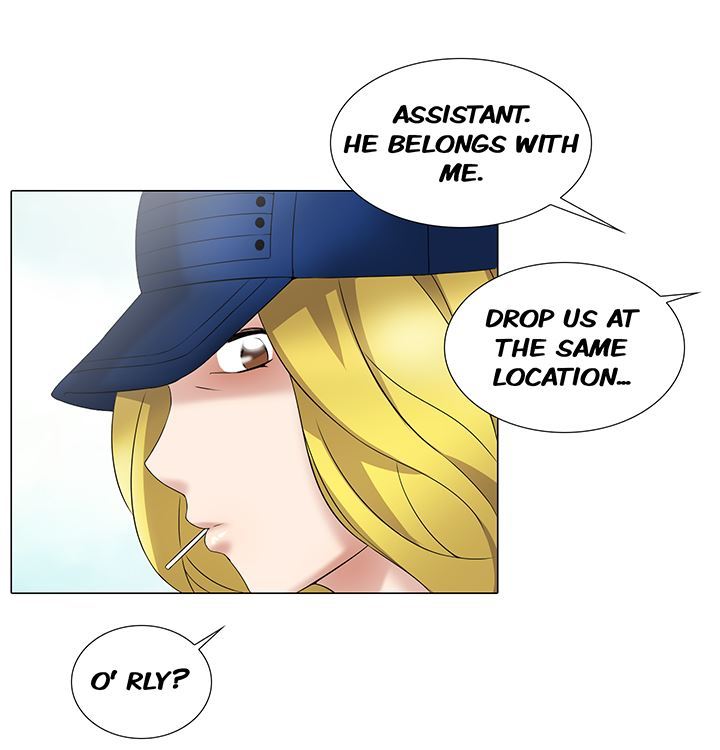 ASSISTANT.
HE BELONGS WITH
ME.
DROP US AT
THE SAME
LOCATION...
O' RLY?